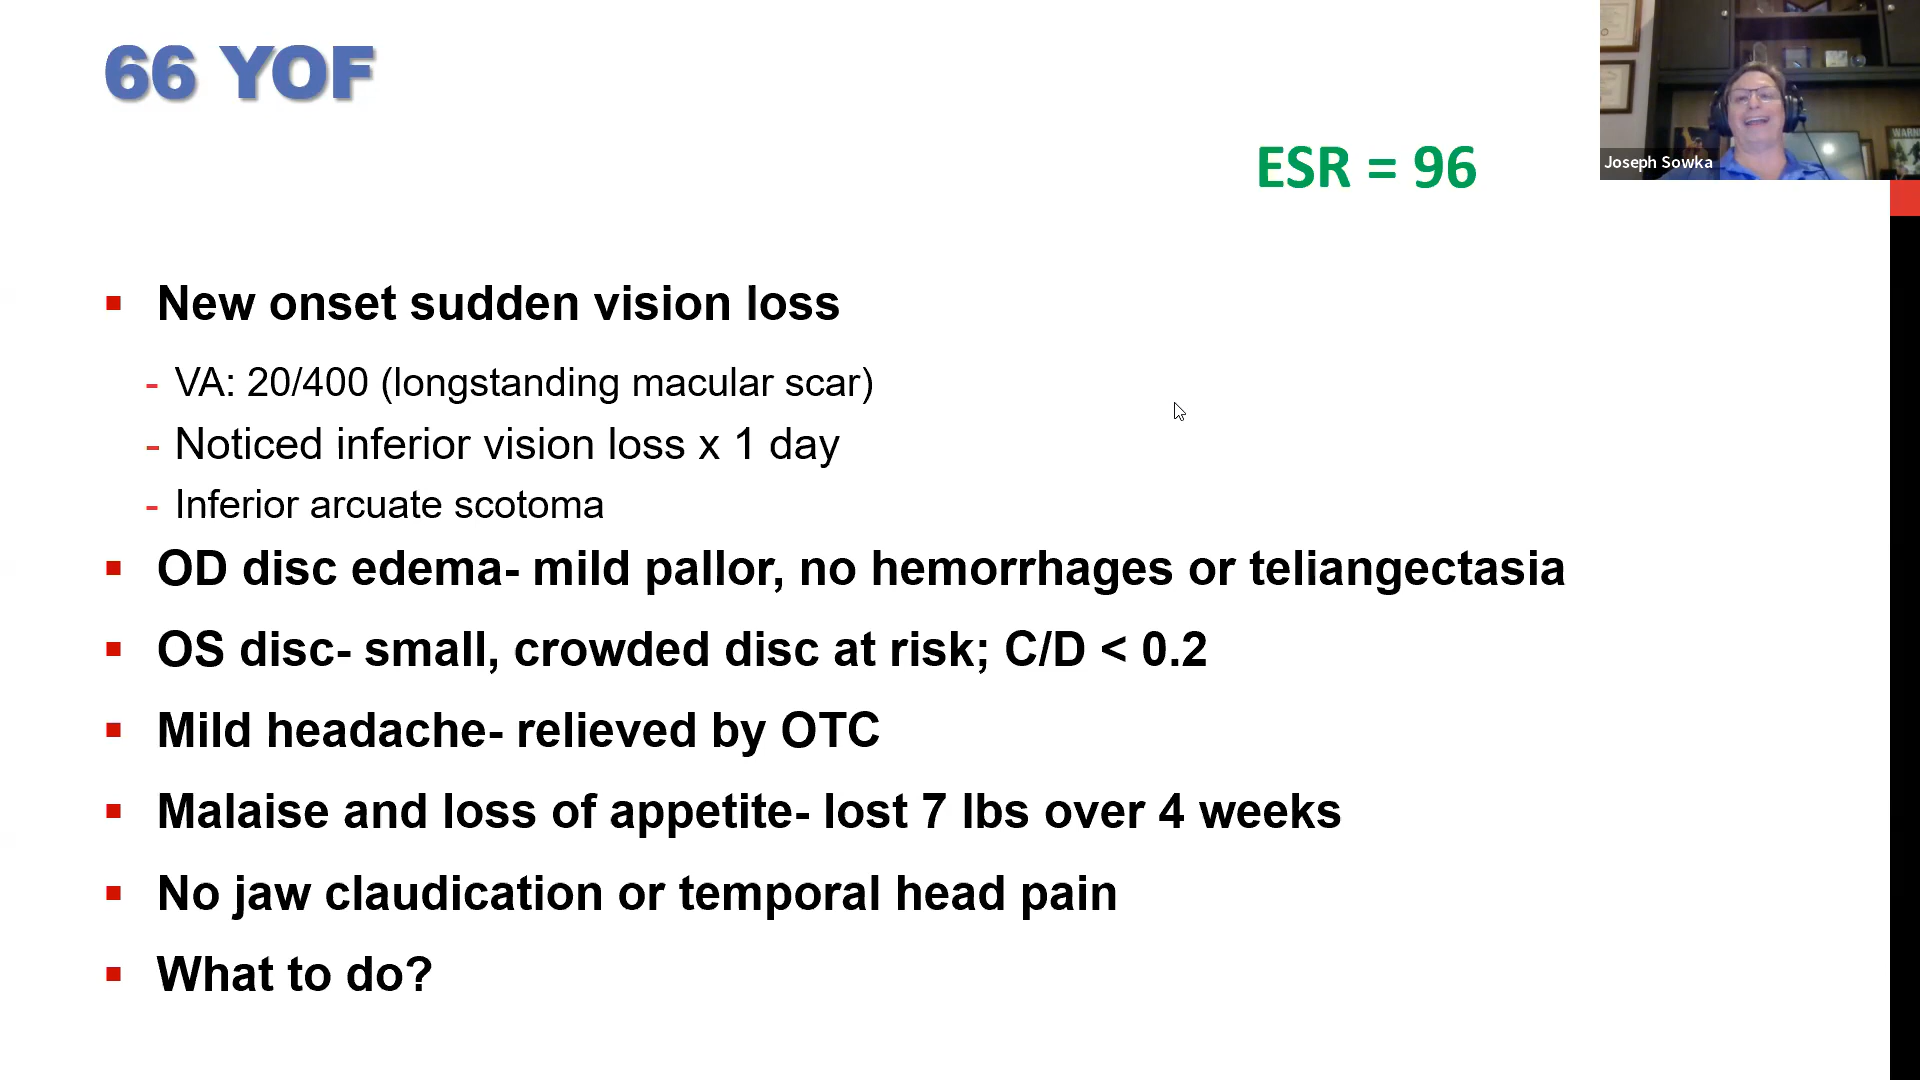 66 YOF
ESR = 96
Joseph Sowka
WARN
New onset sudden vision loss
- VA: 20/400 (longstanding macular scar)
- Noticed inferior vision loss x 1 day
- Inferior arcuate scotoma
OD disc edema- mild pallor, no hemorrhages or teliangectasia
OS disc- small, crowded disc at risk; C/D < 0.2
Mild headache- relieved by OTC
Malaise and loss of appetite- lost 7 lbs over 4 weeks
No jaw claudication or temporal head pain
What to do?